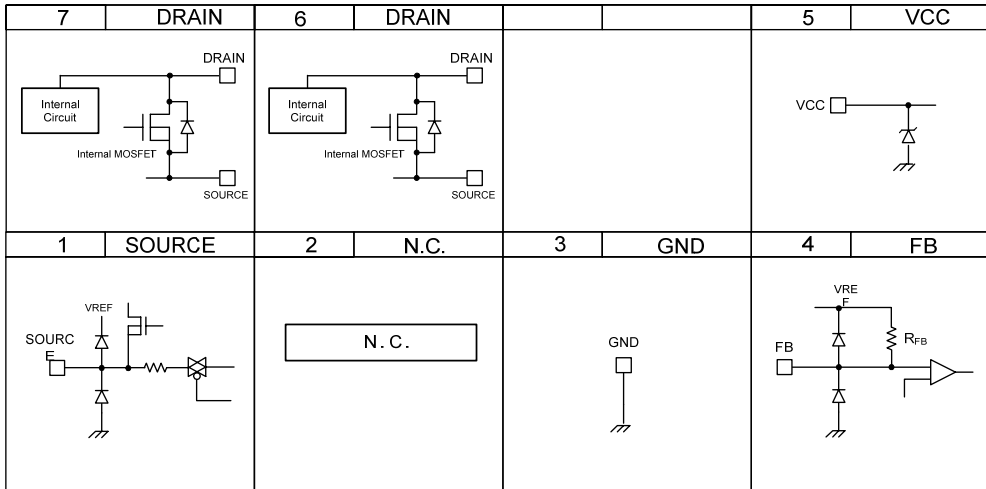 7 DRAIN 6 DRAIN 5 VCC
DRAIN
Internal
Circuit
Internal MOSFET
SOURCE
DRAIN
Internal
Circuit
Internal MOSFET
SOURCE
VCC
1 SOURCE 2 N.C. 3 GND 4 FB
VREF
SOURC
E
N.C.
GND
VRE
F
FB
RFB